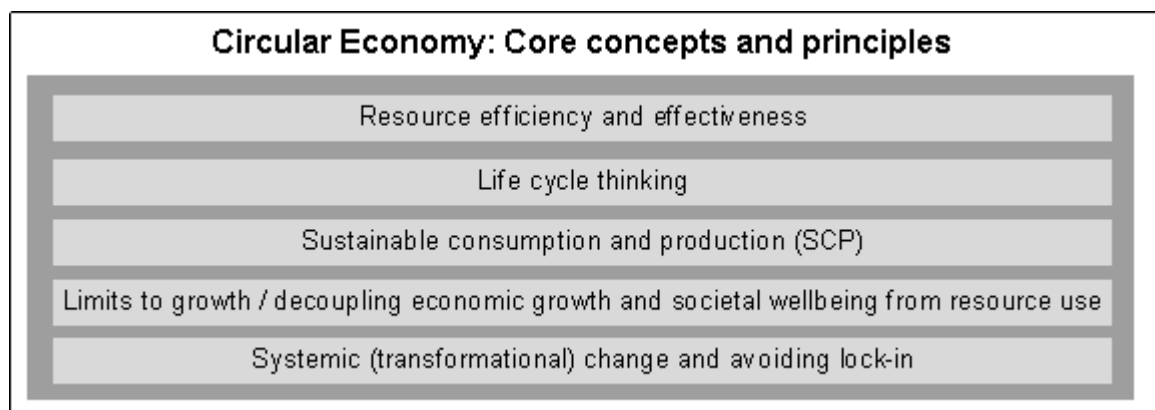 Circular Economy: Core concepts and principles
Resource efficiency and effectiveness
Life cycle thinking
Sustainable consumption and production (SCP)
Limits to growth / decoupling economic growth and societal wellbeing from resource use
Systemic (transformational) change and avoiding lock-in